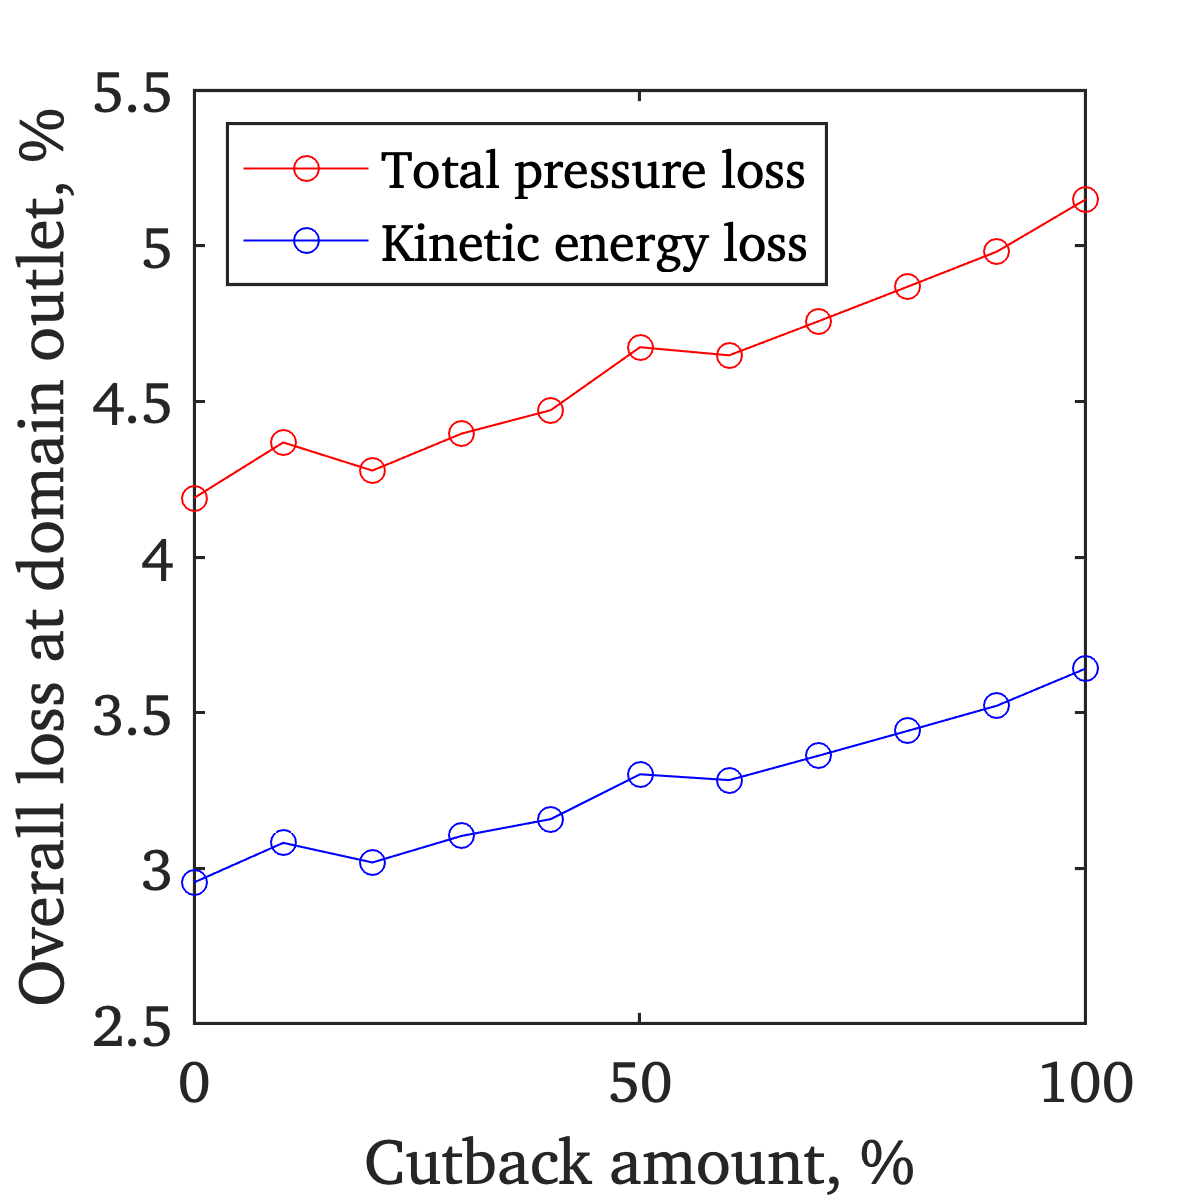 5.5
5
4.5
4
3.5
3
2.5
Overall loss at domain outlet, %
Total pressure loss
Kinetic energy loss
0
50
100
Cutback amount, %